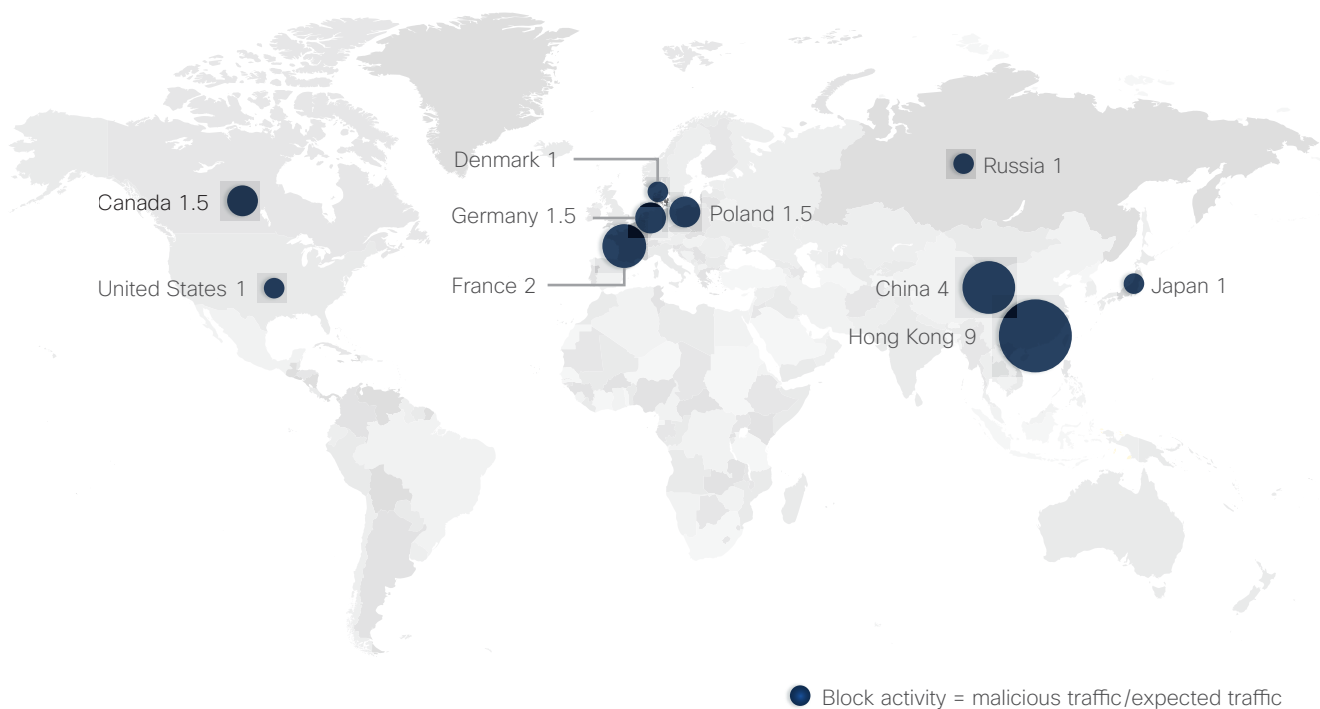 Denmark 1
Russia 1
Canada 1.5
Germany 1.5
Poland 1.5
United States 1
France 2
China 4
Japan 1
Hong Kong 9
Block activity = malicious traffic/expected traffic